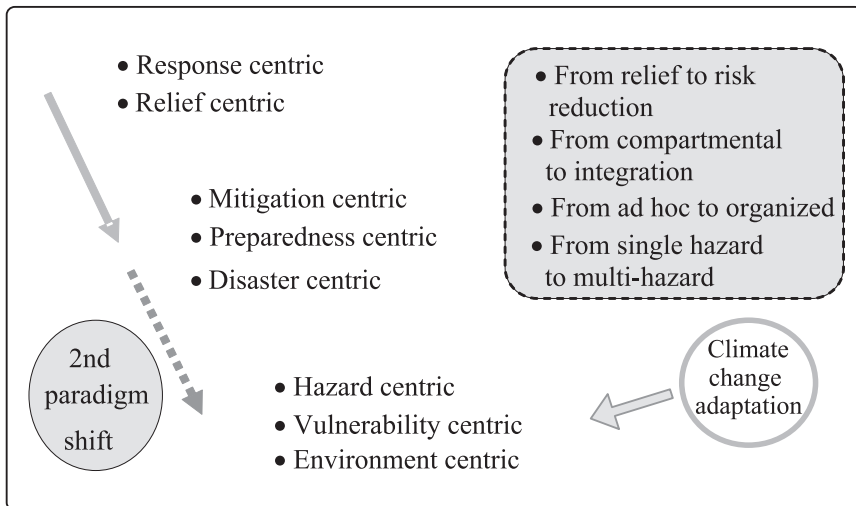 • Response centric
• Relief centric
• From relief to risk
reduction
• From compartmental
to integration
• From ad hoc to organized
• From single hazard
to multi-hazard
• Mitigation centric
• Preparedness centric
• Disaster centric
2nd
paradigm
shift
• Hazard centric
• Vulnerability centric
• Environment centric
Climate
change
adaptation